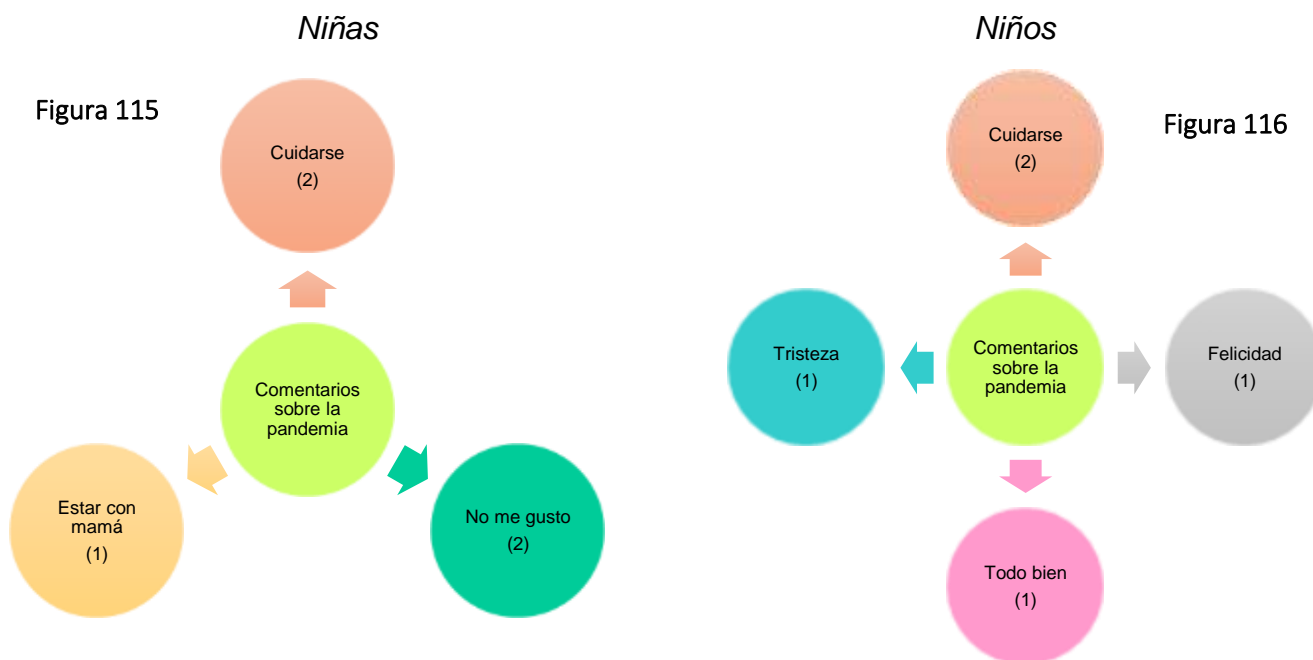 Niñas
Figura 115
Cuidarse
(2)
Comentarios
sobre la
pandemia
Estar con
mamá
(1)
No me gusto
(2)
Niños
Figura 116
Cuidarse
(2)
Tristeza
(1)
Comentarios
sobre la
pandemia
Felicidad
(1)
Todo bien
(1)